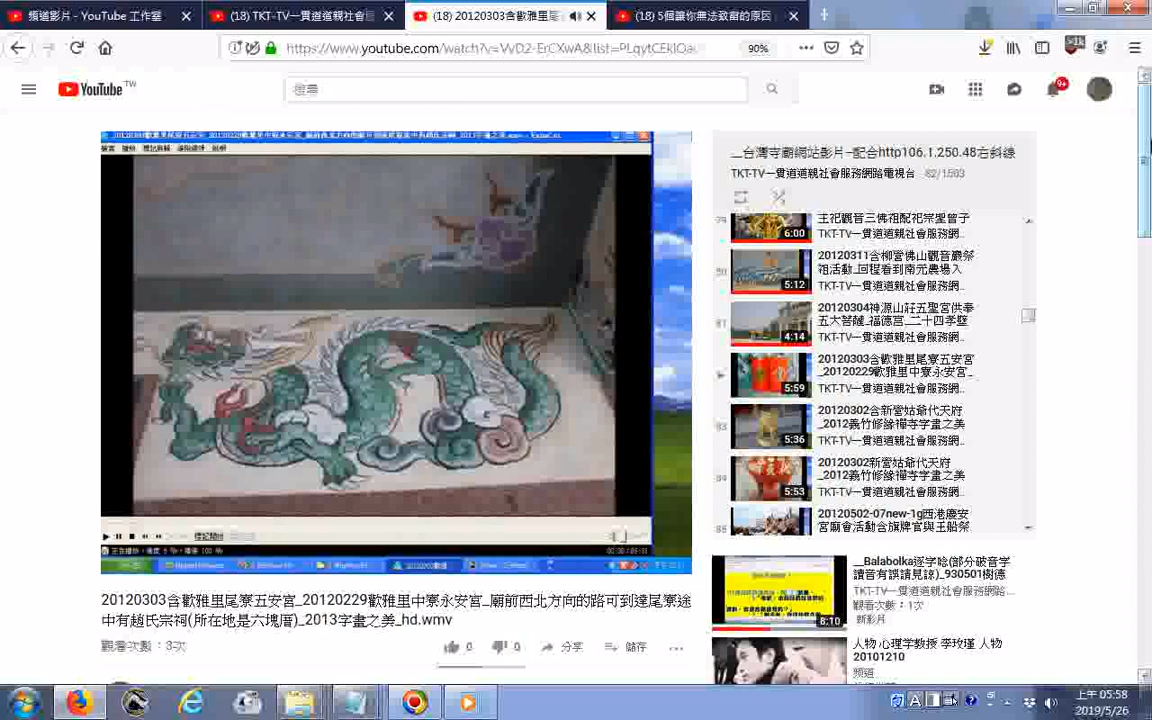 頻道影片 - YouTube 工作室
(18) TKT-TV一貫道道親社會
(18) 20120303含歡雅里尾
(18) 5個讓你無法致富的原因
https://www.youtube.com/watch?v=VyD2-ErCXwA&list=PLqytCEklOa
90%
YouTube TW
搜尋
9+
__台灣寺廟網站影片-配合http106.1.250.48右斜線
TKT-TV一貫道道親社會服務網路電視台 82/1503
王祀觀音三佛祖配祀宗聖曾子
TKT-TV一貫道道親社會服務網..
6:00
20120311含柳營佛山觀音巖祭
祖活動_回程看到南元農場入
TKT-TV一貫道道親社會服務網..
5:12
20120304神源山莊五聖宮供奉
五大菩薩_福德宮_二十四孝壁
TKT-TV一貫道道親社會服務網..
4:14
20120303含歡雅里尾寮五安宮
_20120229歡雅里中寮永安宮_
TKT-TV一貫道道親社會服務網..
5:59
20120302含新營姑爺代天府
_2012義竹修緣禪寺字畫之美
TKT-TV一貫道道親社會服務網..
5:36
20120302新營姑爺代天府
_2012義竹修緣禪寺字畫之美
TKT-TV一貫道道親社會服務網..
5:53
20120502-07new-1g西港慶安
宮廟會活動含旗牌官與王船祭
20120303含歡雅里尾寮五安宮_20120229歡雅里中寮永安宮_廟前西北方向的路可到達尾寮途
中有趙氏宗祠(所在地是六塊厝)_2013字畫之美_hd.wmv
觀看次數：3次
0
0
分享
儲存
__Balabolka逐字唸(部分破音字
讀音有誤請見諒)_930501樹德
TKT-TV一貫道道親社會服務網路...
觀看次數：1次
新影片
8:10
人物 心理学教授 李玫瑾 人物
20101210
頻道
上午 05:58
2019/5/26